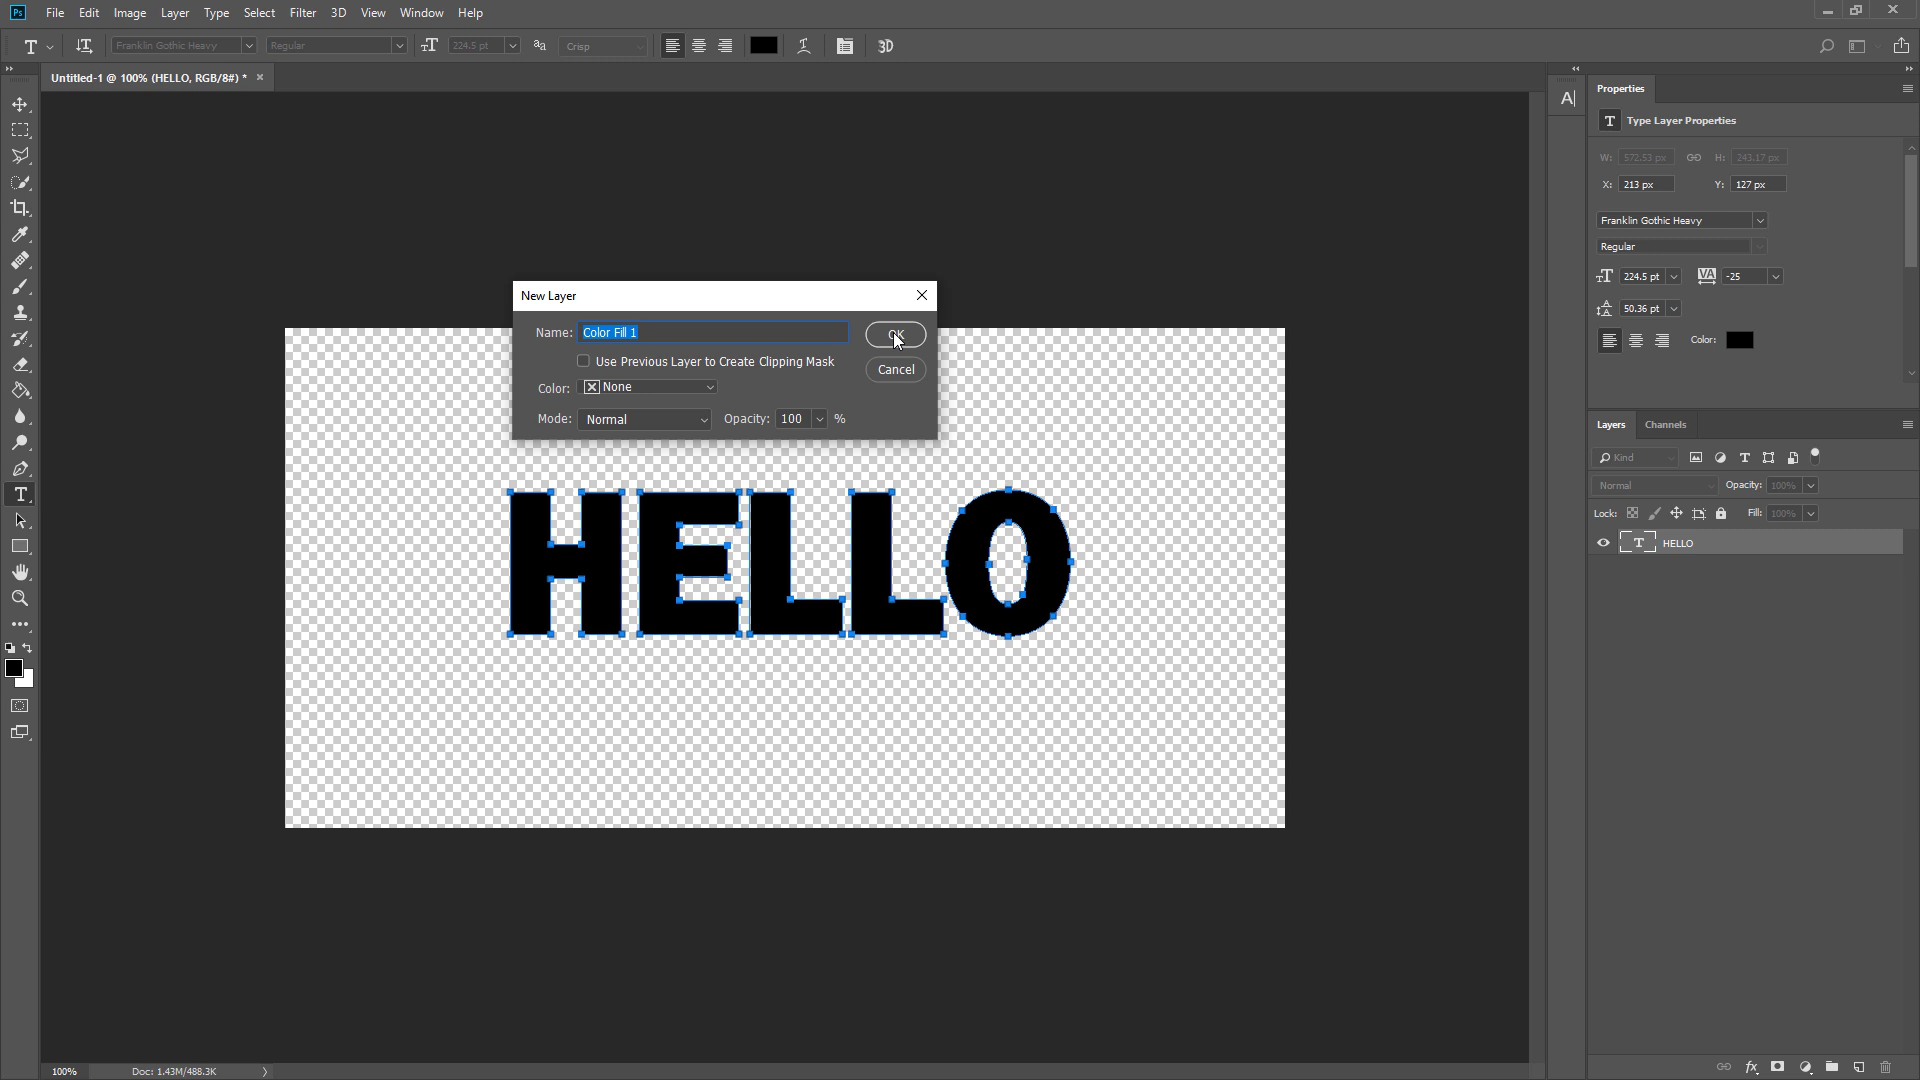 Ps File Edit Image Layer Type Select Filter 3D View Window Help
T Franklin Gothic Heavy Regular 224.5 pt aa Crisp 3D
Untitled-1 @ 100% (HELLO, RGB/8#) * ×
A|
Properties
T Type Layer Properties
W: 572.53 px H: 243.17 px
X: 213 px Y: 127 px
Franklin Gothic Heavy
Regular
224.5 pt VA -25
50.36 pt
Color:
New Layer
Name: Color Fill 1 OK
Use Previous Layer to Create Clipping Mask Cancel
Color: None
Mode: Normal Opacity: 100 %
HELLO
Layers Channels
Kind T
Normal Opacity: 100%
Lock: Fill: 100%
T HELLO
T
100% Doc: 1.43M/488.3K
fx